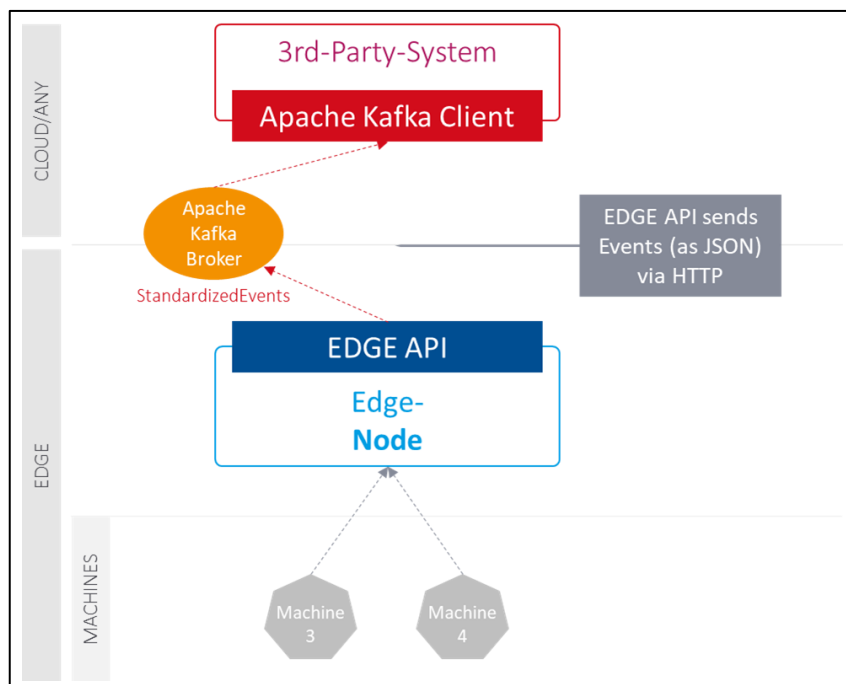 CLOUD/ANY
3rd-Party-System
Apache Kafka Client
Apache
Kafka
Broker
EDGE API sends
Events (as JSON)
via HTTP
StandardizedEvents
EDGE
EDGE API
Edge-
Node
MACHINES
Machine
3
Machine
4